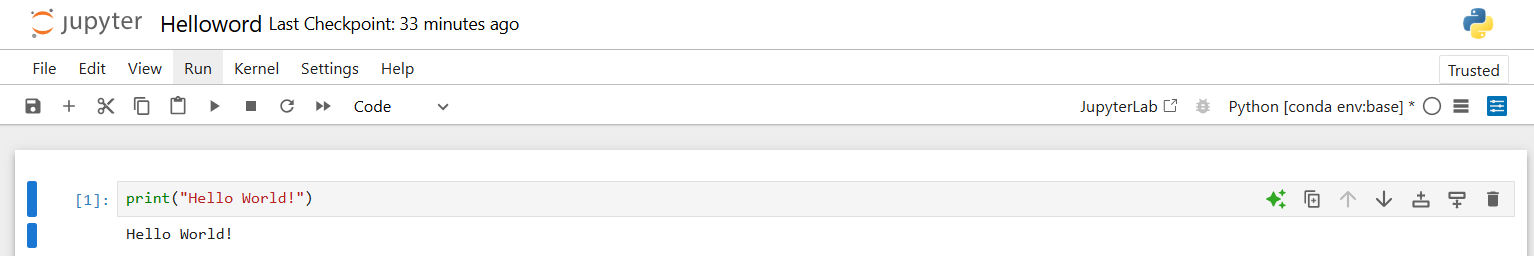 jupyter Helloword Last Checkpoint: 33 minutes ago
File Edit View Run Kernel Settings Help Trusted
Code JupyterLab Python [conda env:base] *
[1]: print("Hello World!")
Hello World!